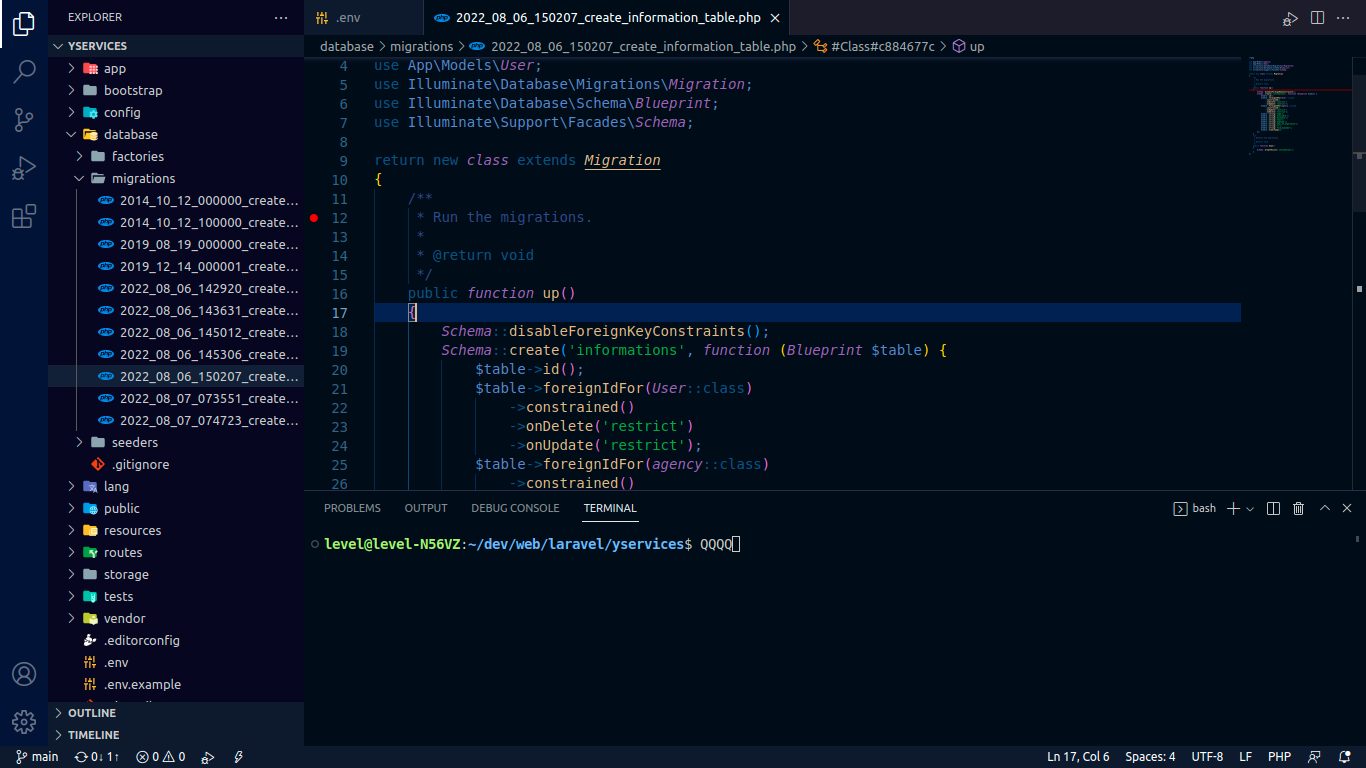 EXPLORER
YSERVICES
app
bootstrap
config
database
factories
migrations
2014_10_12_000000_create...
2014_10_12_100000_create...
2019_08_19_000000_create...
2019_12_14_000001_create...
2022_08_06_142920_create...
2022_08_06_143631_create...
2022_08_06_145012_create...
2022_08_06_145306_create...
2022_08_06_150207_create...
2022_08_07_073551_create...
2022_08_07_074723_create...
seeders
.gitignore
lang
public
resources
routes
storage
tests
vendor
.editorconfig
.env
.env.example
OUTLINE
TIMELINE
.env
2022_08_06_150207_create_information_table.php
database > migrations > 2022_08_06_150207_create_information_table.php > #Class#c884677c > up
4 use App\Models\User;
5 use Illuminate\Database\Migrations\Migration;
6 use Illuminate\Database\Schema\Blueprint;
7 use Illuminate\Support\Facades\Schema;
8
9 return new class extends Migration
10 {
11 /**
12 * Run the migrations.
13 *
14 * @return void
15 */
16 public function up()
17 {
18 Schema::disableForeignKeyConstraints();
19 Schema::create('informations', function (Blueprint $table) {
20 $table->id();
21 $table->foreignIdFor(User::class)
22 ->constrained()
23 ->onDelete('restrict')
24 ->onUpdate('restrict');
25 $table->foreignIdFor(agency::class)
26 ->constrained()
PROBLEMS OUTPUT DEBUG CONSOLE TERMINAL
bash
level@level-N56VZ:~/dev/web/laravel/yservices$ QQQQ
main 0↓ 1↑ 0 0
Ln 17, Col 6 Spaces: 4 UTF-8 LF PHP